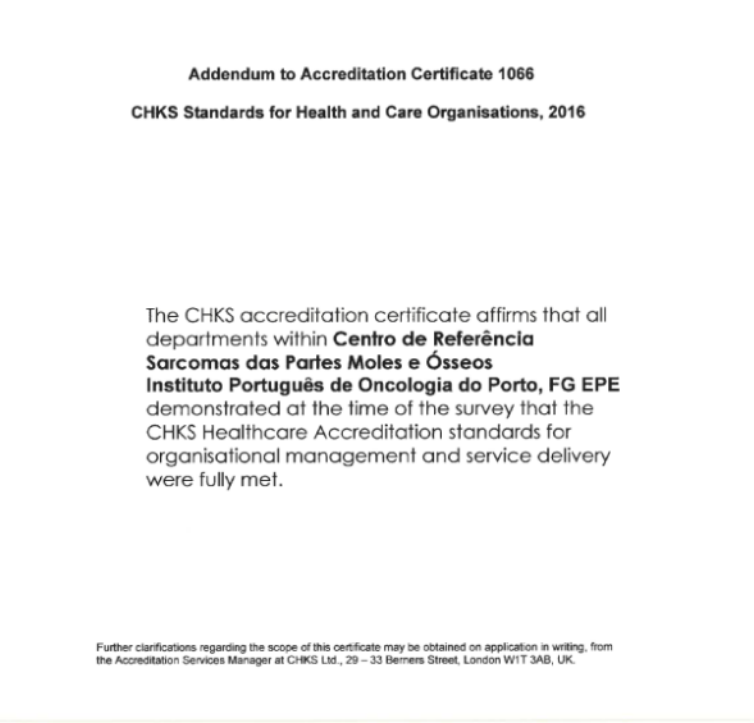 Addendum to Accreditation Certificate 1066
CHKS Standards for Health and Care Organisations, 2016
The CHKS accreditation certificate affirms that all
departments within Centro de Referência
Sarcomas das Partes Moles e Ósseos
Instituto Português de Oncologia do Porto, FG EPE
demonstrated at the time of the survey that the
CHKS Healthcare Accreditation standards for
organisational management and service delivery
were fully met.
Further clarifications regarding the scope of this certificate may be obtained on application in writing, from
the Accreditation Services Manager at CHKS Ltd., 29 – 33 Berners Street, London W1T 3AB, UK.